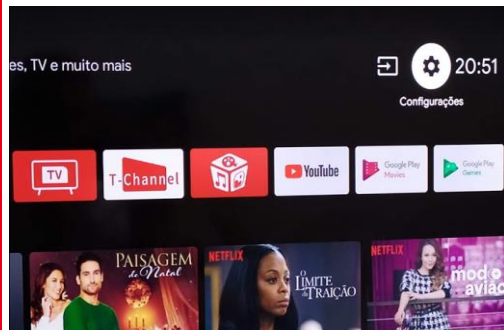 es, TV e muito mais
20:51
Configurações
TV
T-Channel
YouTube
Google Play
Movies
Google Play
Games
PAISAGEM
de Natal
NETFLIX
O
LIMITE
DA TRAIÇÃO
NETFLIX
modo
avião